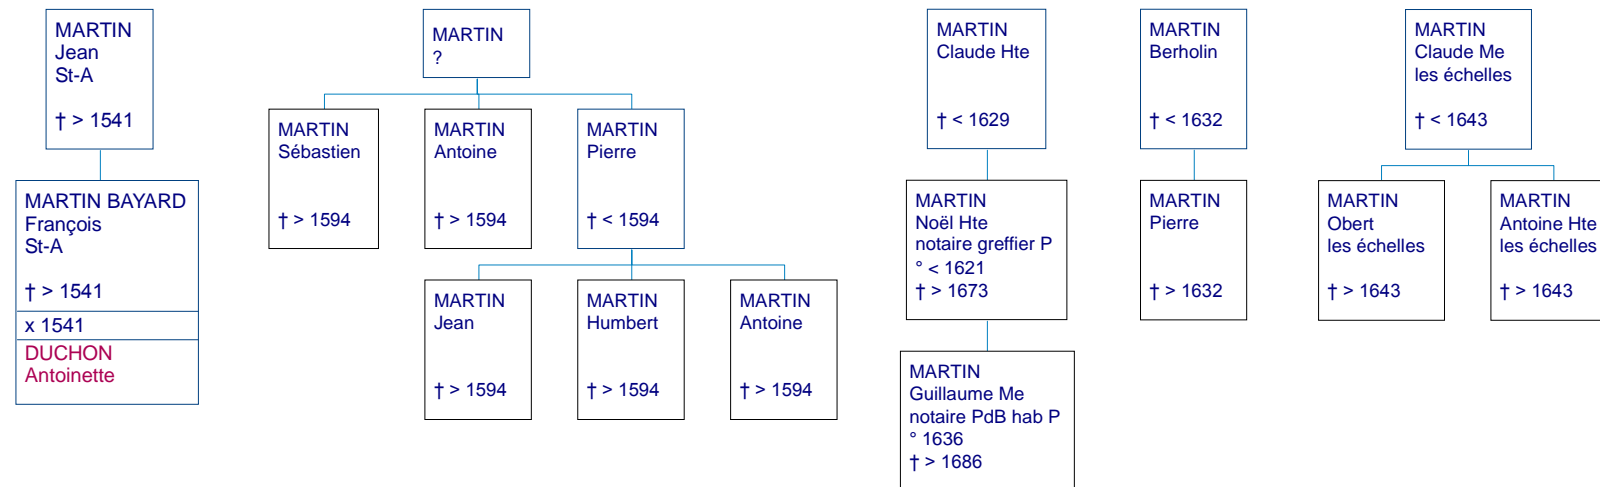 MARTIN
Jean
St-A
† > 1541
MARTIN BAYARD
François
St-A
† > 1541
x 1541
DUCHON
Antoinette
MARTIN
?
MARTIN
Sébastien
† > 1594
MARTIN
Antoine
† > 1594
MARTIN
Pierre
† < 1594
MARTIN
Jean
† > 1594
MARTIN
Humbert
† > 1594
MARTIN
Antoine
† > 1594
MARTIN
Claude Hte
† < 1629
MARTIN
Noël Hte
notaire greffier P
° < 1621
† > 1673
MARTIN
Guillaume Me
notaire PdB hab P
° 1636
† > 1686
MARTIN
Berholin
† < 1632
MARTIN
Pierre
† > 1632
MARTIN
Claude Me
les échelles
† < 1643
MARTIN
Obert
les échelles
† > 1643
MARTIN
Antoine Hte
les échelles
† > 1643